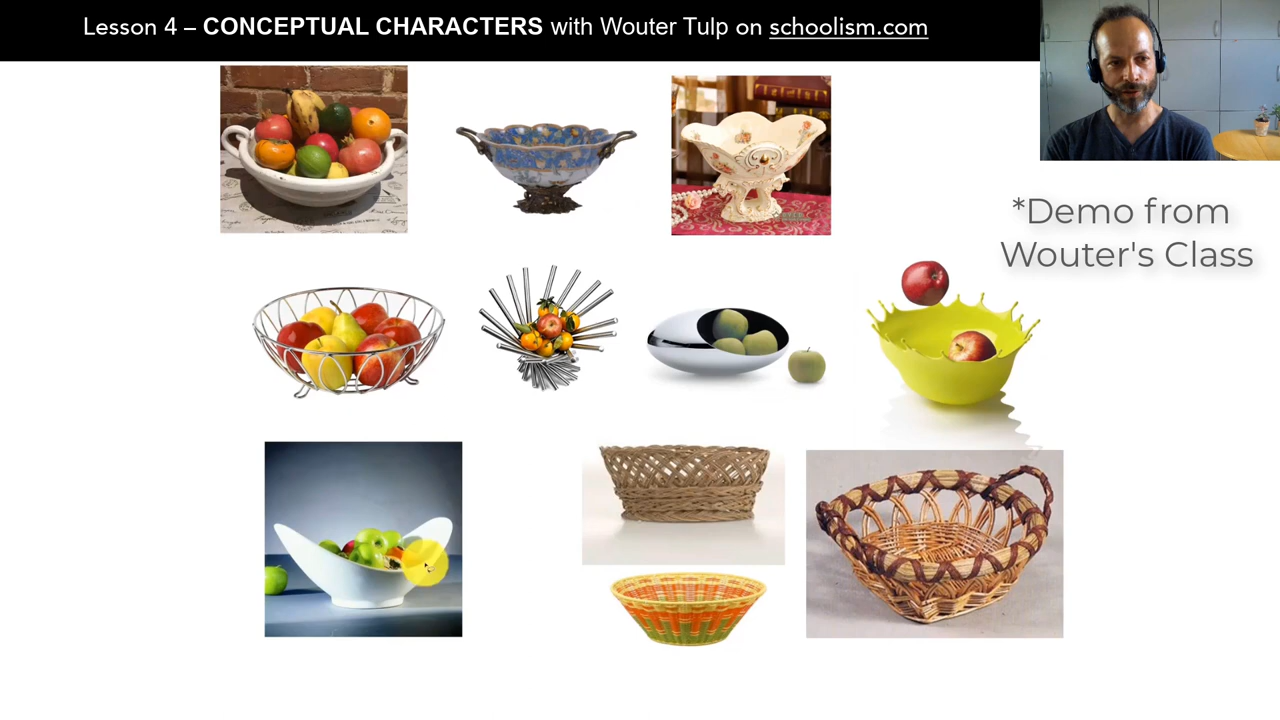 Lesson 4 – CONCEPTUAL CHARACTERS with Wouter Tulp on schoolism.com
*Demo from
Wouter's Class